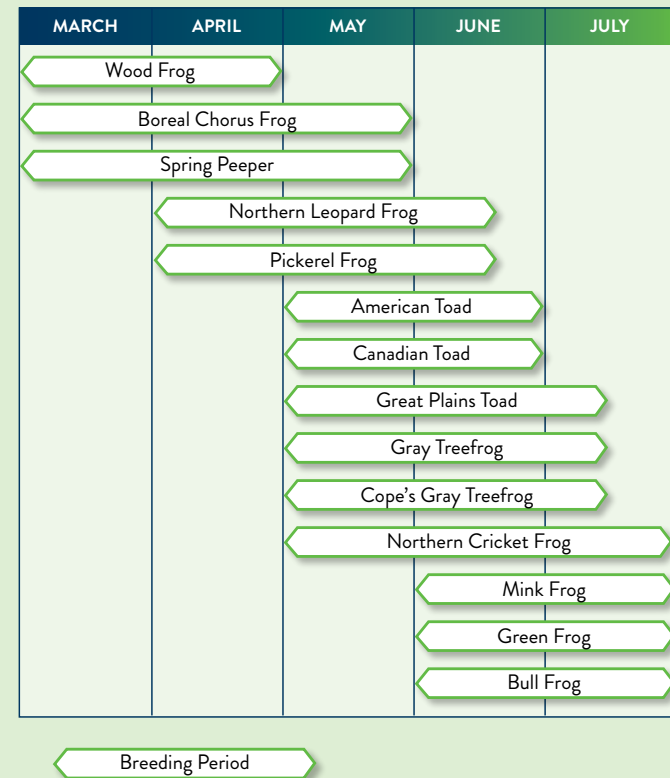 MARCH APRIL MAY JUNE JULY
Wood Frog
Boreal Chorus Frog
Spring Peeper
Northern Leopard Frog
Pickerel Frog
American Toad
Canadian Toad
Great Plains Toad
Gray Treefrog
Cope's Gray Treefrog
Northern Cricket Frog
Mink Frog
Green Frog
Bull Frog
Breeding Period